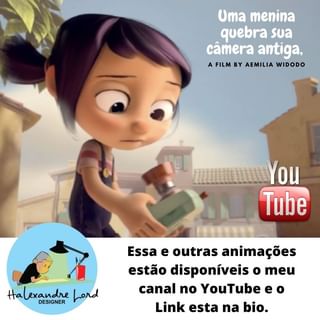 Uma menina
quebra sua
câmera antiga.
A FILM BY AEMILIA WIDODO
You
Tube
Essa e outras animações
estão disponíveis o meu
canal no YouTube e o
Link esta na bio.
Halexandre Lord
DESIGNER